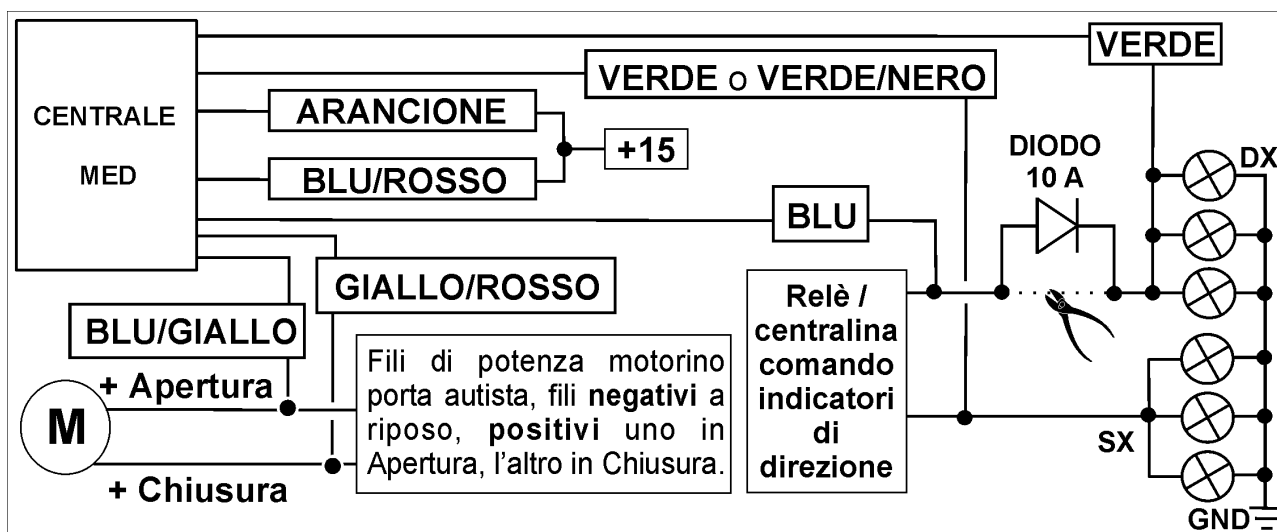 CENTRALE
MED
VERDE
VERDE o VERDE/NERO
ARANCIONE
+15
BLU/ROSSO
DIODO
10 A
DX
BLU
GIALLO/ROSSO
BLU/GIALLO
Relè /
centralina
comando
indicatori
di
direzione
+ Apertura
M
+ Chiusura
Fili di potenza motorino
porta autista, fili negativi a
riposo, positivi uno in
Apertura, l'altro in Chiusura.
SX
GND